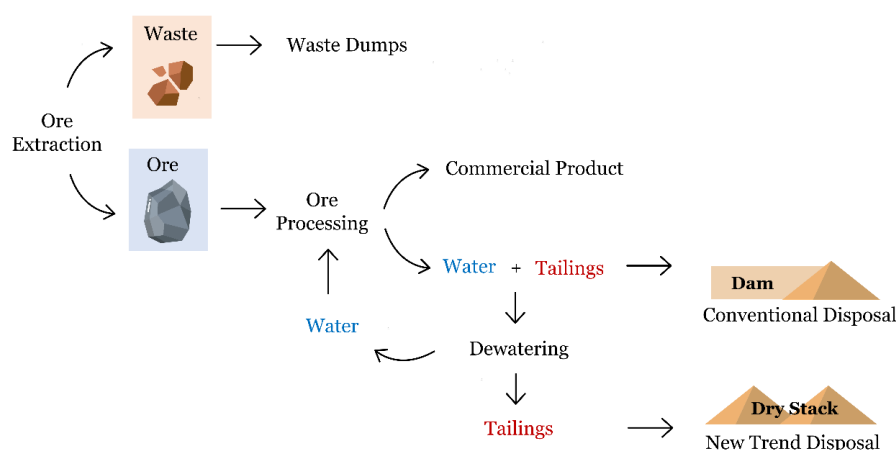 Waste
Waste Dumps
Ore
Extraction
Ore
Commercial Product
Ore
Processing
Water + Tailings
Dam
Conventional Disposal
Water
Dewatering
Tailings
Dry Stack
New Trend Disposal